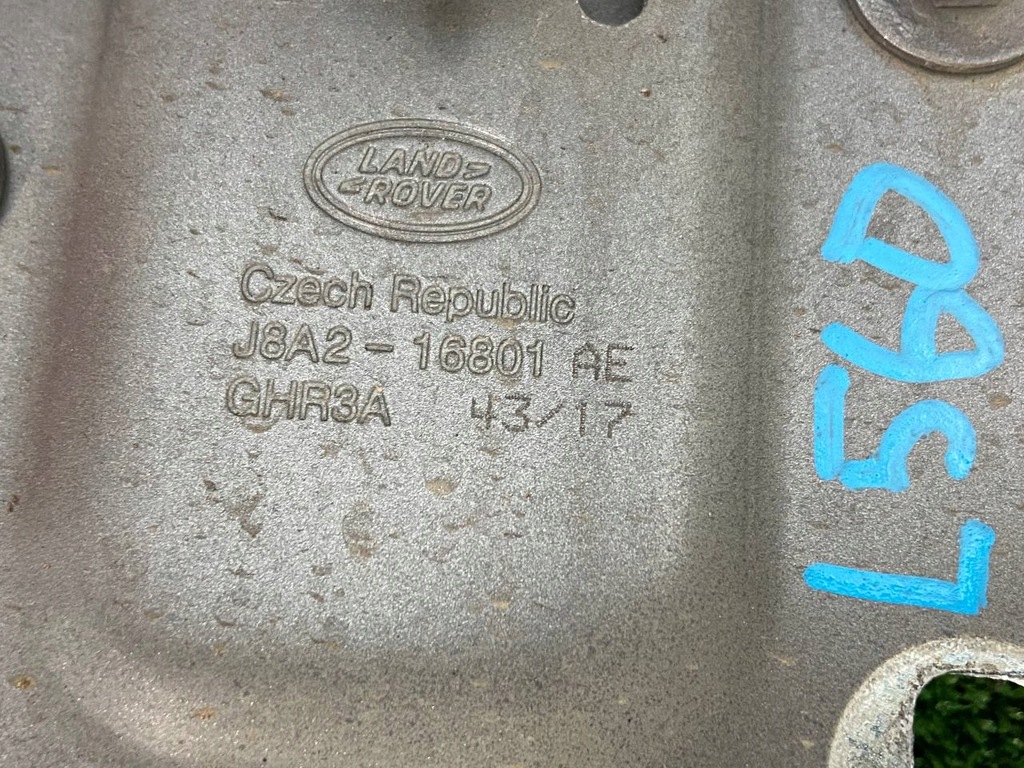 LAND
ROVER
Czech Republic
J8A2-16801 AE
GHR3A 43/17
L560